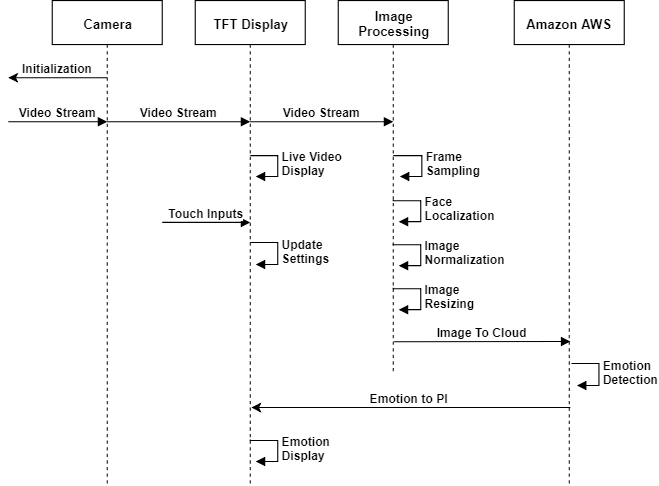 Camera
TFT Display
Image
Processing
Amazon AWS
Initialization
Video Stream
Video Stream
Video Stream
Live Video
Display
Frame
Sampling
Touch Inputs
Face
Localization
Update
Settings
Image
Normalization
Image
Resizing
Image To Cloud
Emotion
Detection
Emotion to PI
Emotion
Display